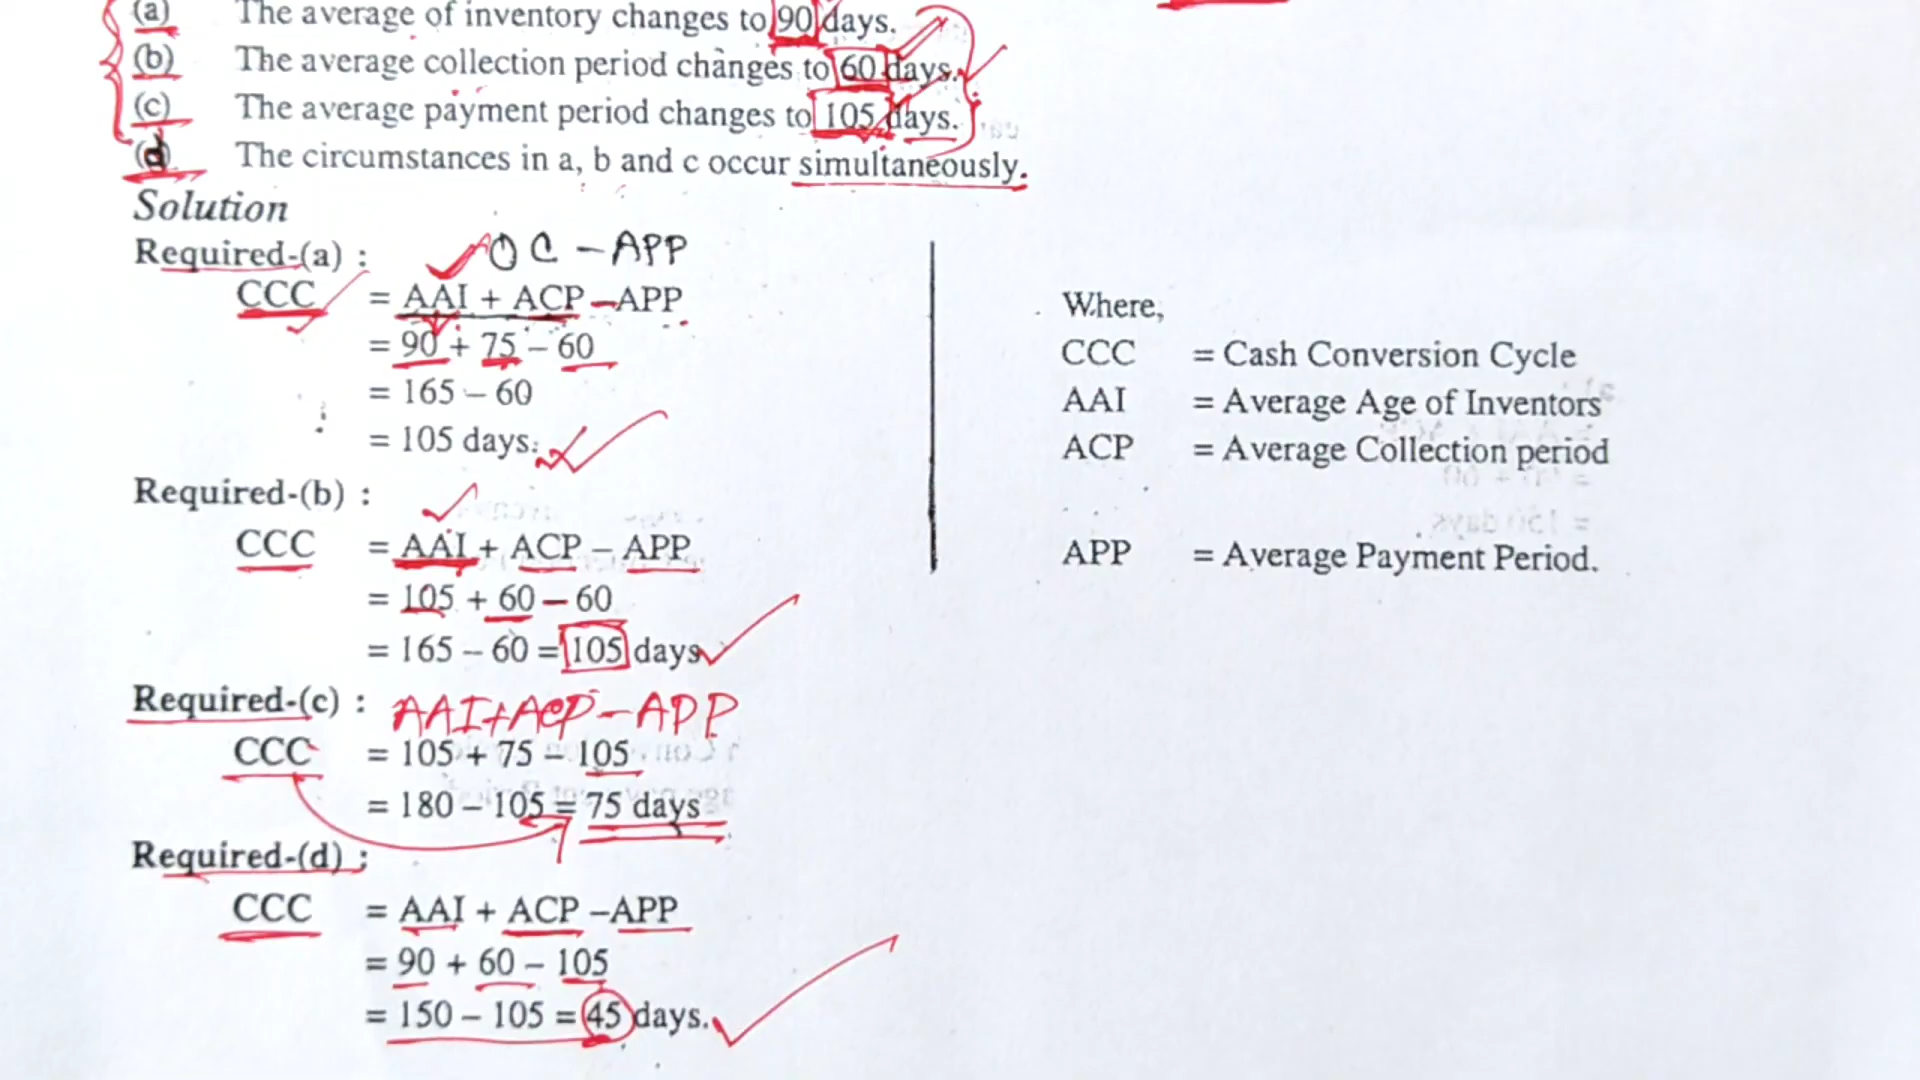 (a) The average of inventory changes to 90 days.
(b) The average collection period changes to 60 days.
(c) The average payment period changes to 105 days.
(d) The circumstances in a, b and c occur simultaneously.
Solution
Required-(a) : OC – APP
CCC = AAI + ACP – APP
= 90 + 75 – 60
= 165 – 60
= 105 days.
Required-(b) :
CCC = AAI + ACP – APP
= 105 + 60 – 60
= 165 – 60 = 105 days
Required-(c) : AAI+ACP–APP
CCC = 105 + 75 – 105
= 180 – 105 = 75 days
Required-(d) :
CCC = AAI + ACP –APP
= 90 + 60 – 105
= 150 – 105 = 45 days.
Where,
CCC = Cash Conversion Cycle
AAI = Average Age of Inventors
ACP = Average Collection period
APP = Average Payment Period.